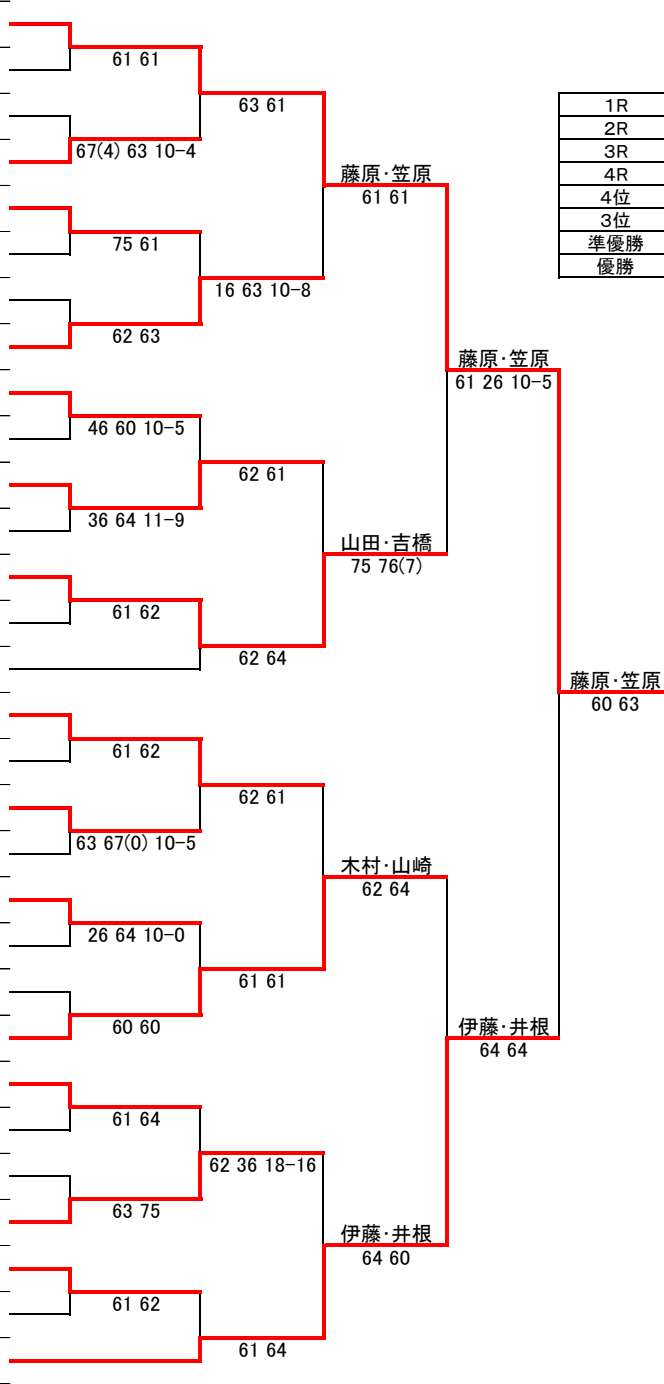 61 61
63 61
1R
2R
67(4) 63 10-4
3R
4R
藤原・笠原
61 61
4位
3位
75 61
準優勝
優勝
16 63 10-8
62 63
藤原・笠原
61 26 10-5
46 60 10-5
62 61
36 64 11-9
山田・吉橋
75 76(7)
61 62
62 64
藤原・笠原
60 63
61 62
62 61
63 67(0) 10-5
木村・山崎
62 64
26 64 10-0
61 61
60 60
伊藤・井根
64 64
61 64
62 36 18-16
63 75
伊藤・井根
64 60
61 62
61 64